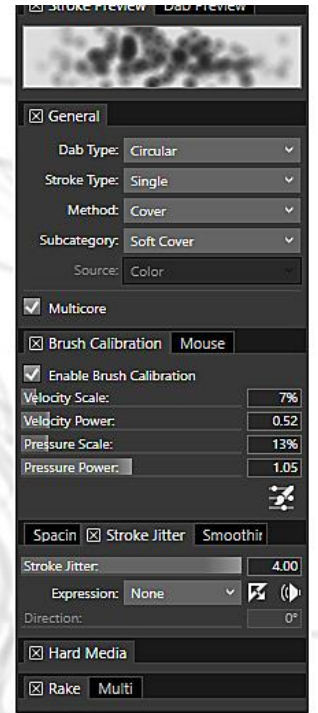 Stroke Preview Dab Preview
General
Dab Type: Circular
Stroke Type: Single
Method: Cover
Subcategory: Soft Cover
Source: Color
Multicore
Brush Calibration Mouse
Enable Brush Calibration
Velocity Scale: 7%
Velocity Power: 0.52
Pressure Scale: 13%
Pressure Power: 1.05
Spacin Stroke Jitter Smoothir
Stroke Jitter: 4.00
Expression: None
Direction: 0°
Hard Media
Rake Multi